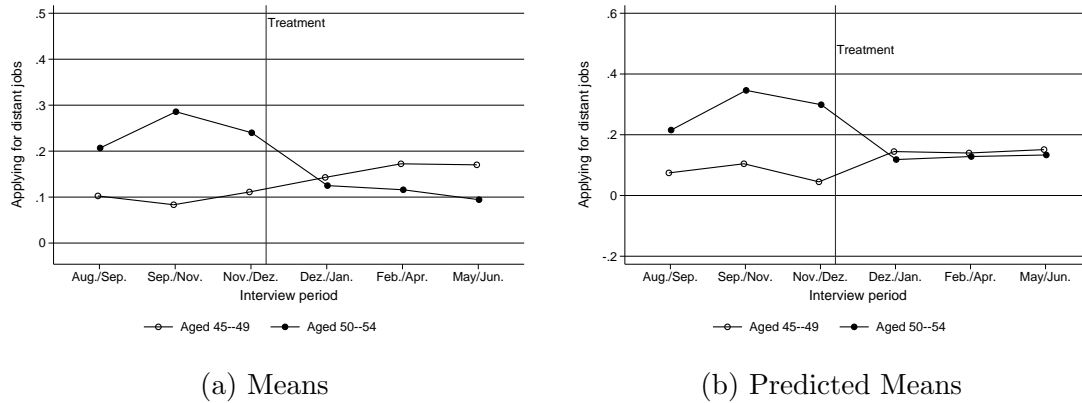 .5
.4
.3
.2
.1
0
Applying for distant jobs
Treatment
Aug./Sep. Sep./Nov. Nov./Dez. Dez./Jan. Feb./Apr. May/Jun.
Interview period
Aged 45--49 Aged 50--54
(a) Means
.6
.4
.2
0
-.2
Applying for distant jobs
Treatment
Aug./Sep. Sep./Nov. Nov./Dez. Dez./Jan. Feb./Apr. May/Jun.
Interview period
Aged 45--49 Aged 50--54
(b) Predicted Means